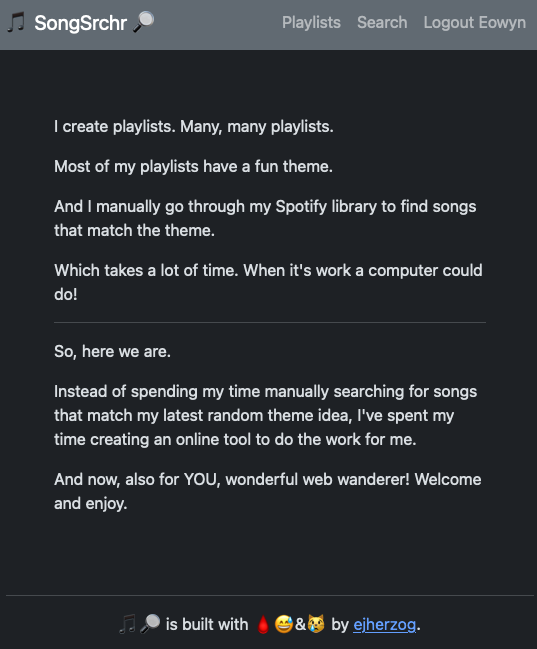 🎵 SongSrchr 🔎 Playlists Search Logout Eowyn
I create playlists. Many, many playlists.
Most of my playlists have a fun theme.
And I manually go through my Spotify library to find songs
that match the theme.
Which takes a lot of time. When it's work a computer could
do!
So, here we are.
Instead of spending my time manually searching for songs
that match my latest random theme idea, I've spent my
time creating an online tool to do the work for me.
And now, also for YOU, wonderful web wanderer! Welcome
and enjoy.
🎵🔎 is built with 🩸😅&😿 by ejherzog.